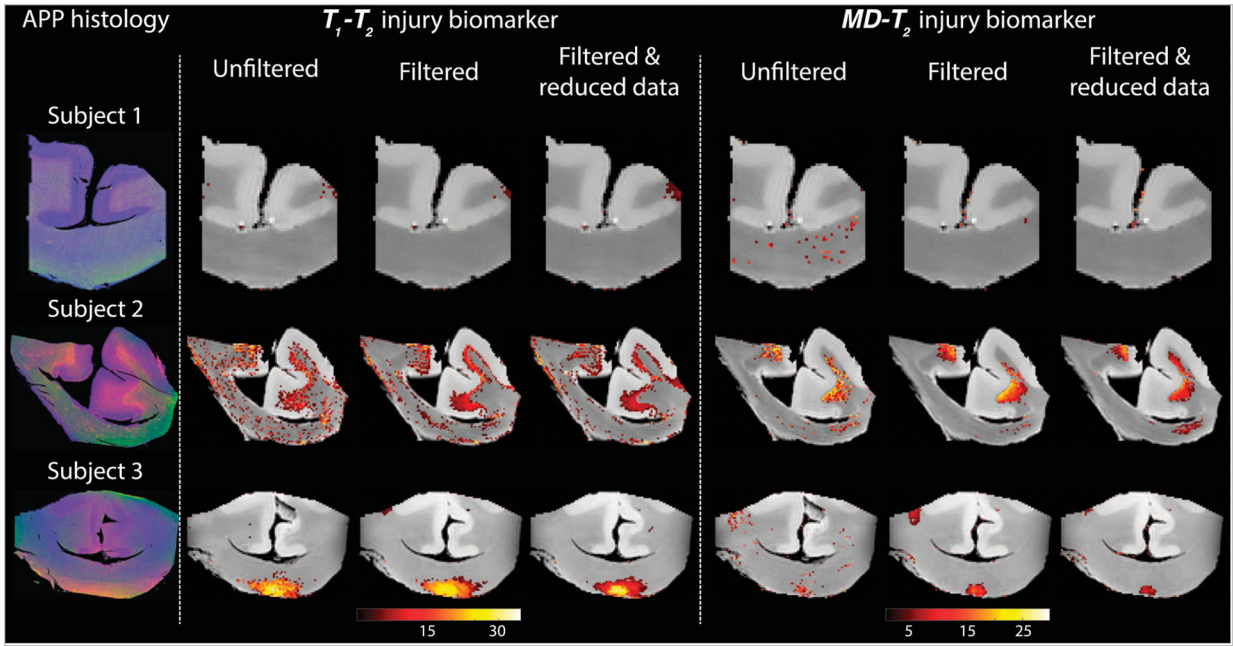 APP histology
T₁-T₂ injury biomarker
MD-T₂ injury biomarker
Unfiltered
Filtered
Filtered &
reduced data
Unfiltered
Filtered
Filtered &
reduced data
Subject 1
Subject 2
Subject 3
15
30
5
15
25